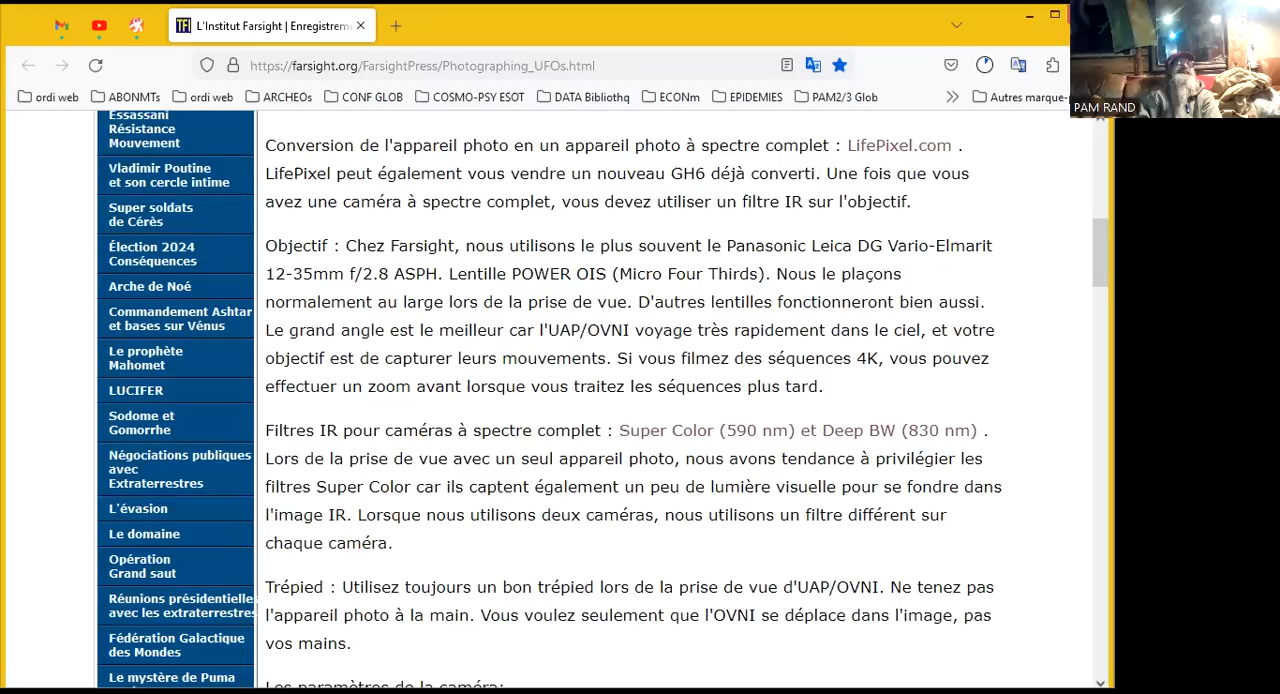 L'Institut Farsight | Enregistrem
https://farsight.org/FarsightPress/Photographing_UFOs.html
ordi web
ABONMTs
ordi web
ARCHEOs
CONF GLOB
COSMO-PSY ESOT
DATA Bibliothq
ECONm
EPIDEMIES
PAM2/3 Glob
Autres marque-
PAM RAND
Essassani
Résistance
Mouvement
Vladimir Poutine
et son cercle intime
Super soldats
de Cérès
Élection 2024
Conséquences
Arche de Noé
Commandement Ashtar
et bases sur Vénus
Le prophète
Mahomet
LUCIFER
Sodome et
Gomorrhe
Négociations publiques
avec
Extraterrestres
L'évasion
Le domaine
Opération
Grand saut
Réunions présidentielles
avec les extraterrestres
Fédération Galactique
des Mondes
Le mystère de Puma
Conversion de l'appareil photo en un appareil photo à spectre complet : LifePixel.com .
LifePixel peut également vous vendre un nouveau GH6 déjà converti. Une fois que vous
avez une caméra à spectre complet, vous devez utiliser un filtre IR sur l'objectif.
Objectif : Chez Farsight, nous utilisons le plus souvent le Panasonic Leica DG Vario-Elmarit
12-35mm f/2.8 ASPH. Lentille POWER OIS (Micro Four Thirds). Nous le plaçons
normalement au large lors de la prise de vue. D'autres lentilles fonctionneront bien aussi.
Le grand angle est le meilleur car l'UAP/OVNI voyage très rapidement dans le ciel, et votre
objectif est de capturer leurs mouvements. Si vous filmez des séquences 4K, vous pouvez
effectuer un zoom avant lorsque vous traitez les séquences plus tard.
Filtres IR pour caméras à spectre complet : Super Color (590 nm) et Deep BW (830 nm) .
Lors de la prise de vue avec un seul appareil photo, nous avons tendance à privilégier les
filtres Super Color car ils captent également un peu de lumière visuelle pour se fondre dans
l'image IR. Lorsque nous utilisons deux caméras, nous utilisons un filtre différent sur
chaque caméra.
Trépied : Utilisez toujours un bon trépied lors de la prise de vue d'UAP/OVNI. Ne tenez pas
l'appareil photo à la main. Vous voulez seulement que l'OVNI se déplace dans l'image, pas
vos mains.
Les paramètres de la caméra: